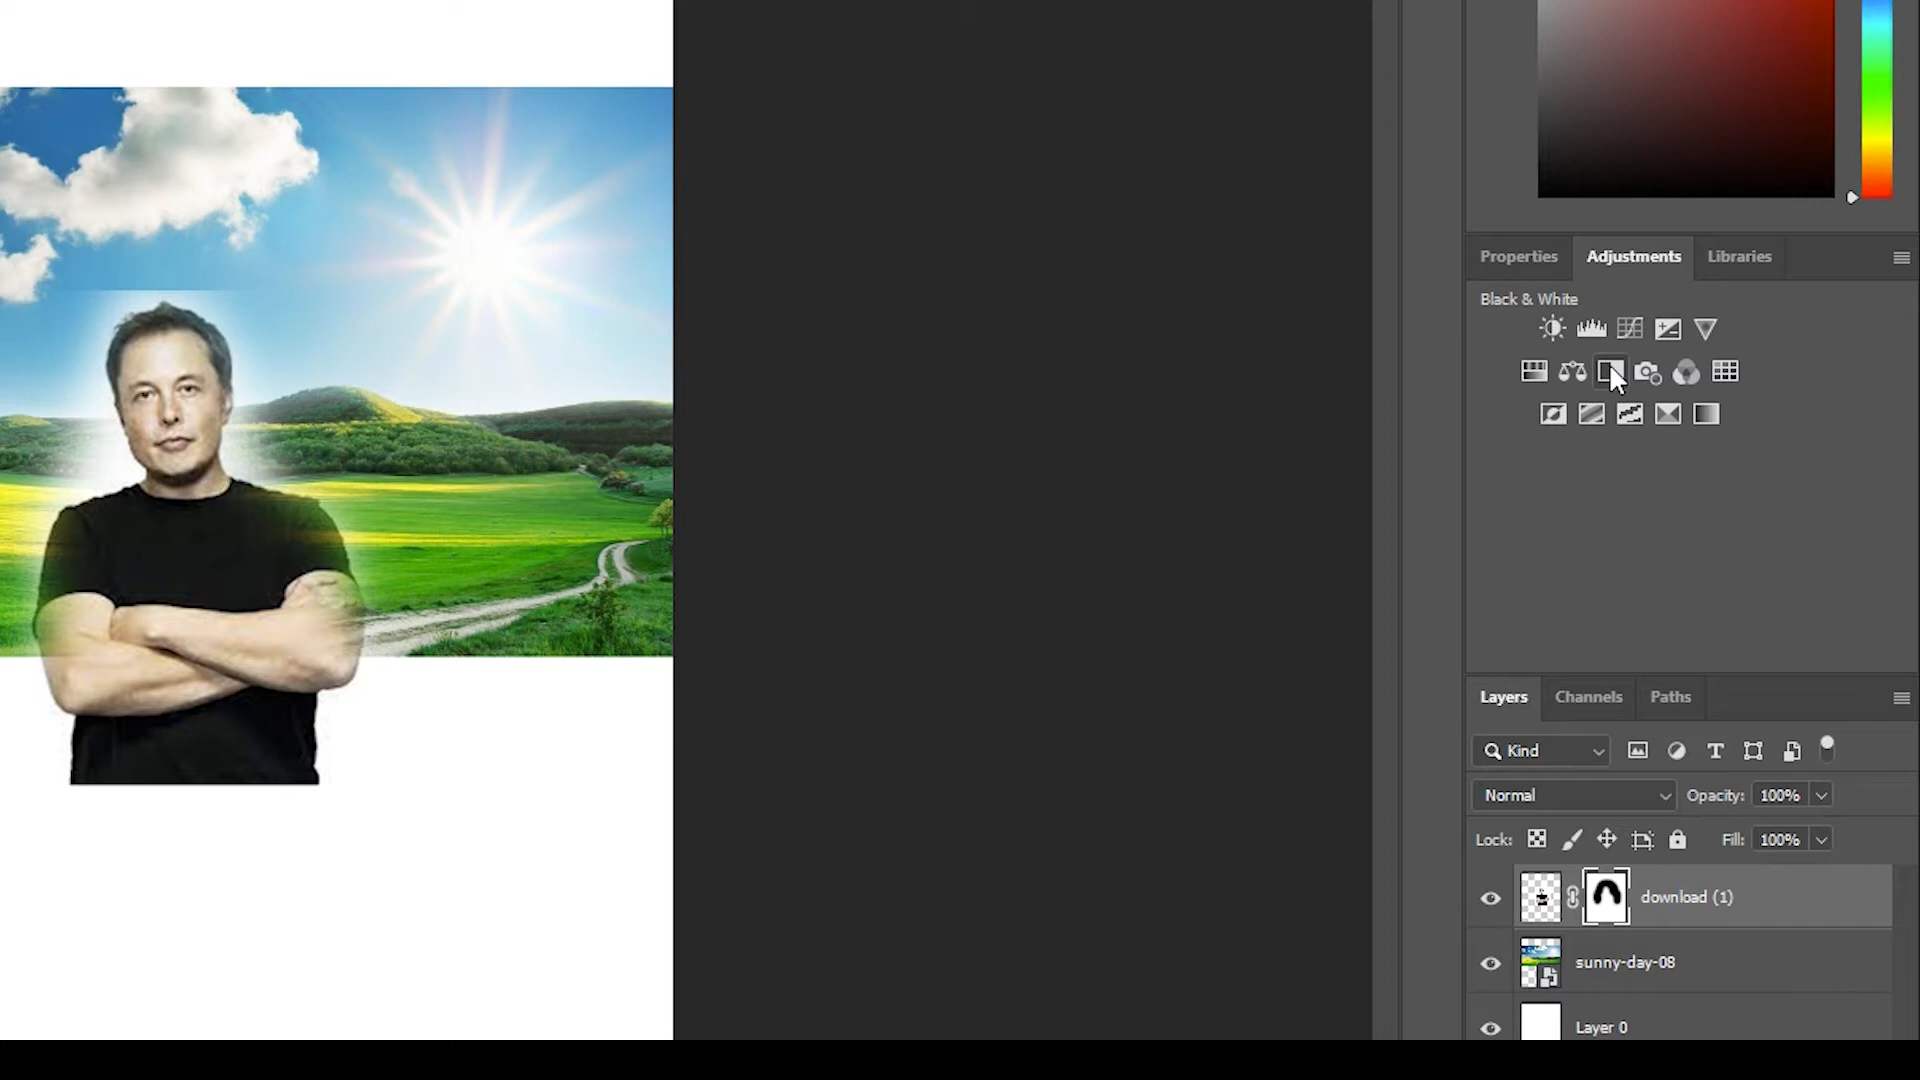 Properties Adjustments Libraries
Black & White
Layers Channels Paths
Kind
Normal Opacity: 100%
Lock: Fill: 100%
download (1)
sunny-day-08
Layer 0